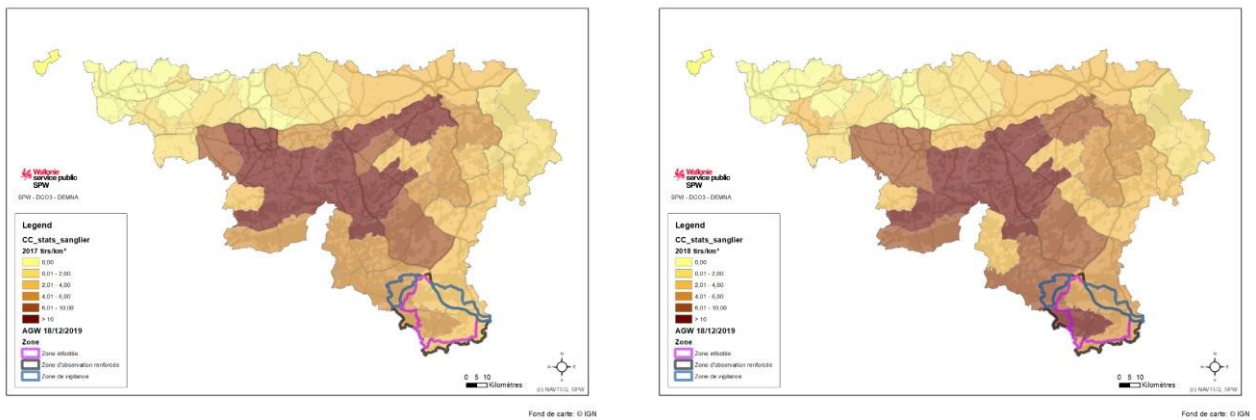 Wallonie
service public
SPW
SPW - DGO3 - DEMNA
Legend
CC_stats_sanglier
2017 tirs/km²
0,00
0,01 - 2,00
2,01 - 4,00
4,01 - 6,00
6,01 - 10,00
> 10
AGW 18/12/2019
Zone
Zone infectée
Zone d'observation renforcée
Zone de vigilance
N
E
S
0 5 10
Kilomètres
(c) NAVTEQ, SPW
Fond de carte: © IGN
Wallonie
service public
SPW
SPW - DGO3 - DEMNA
Legend
CC_stats_sanglier
2018 tirs/km²
0,00
0,01 - 2,00
2,01 - 4,00
4,01 - 6,00
6,01 - 10,00
> 10
AGW 18/12/2019
Zone
Zone infectée
Zone d'observation renforcée
Zone de vigilance
N
E
S
0 5 10
Kilomètres
(c) NAVTEQ, SPW
Fond de carte: © IGN